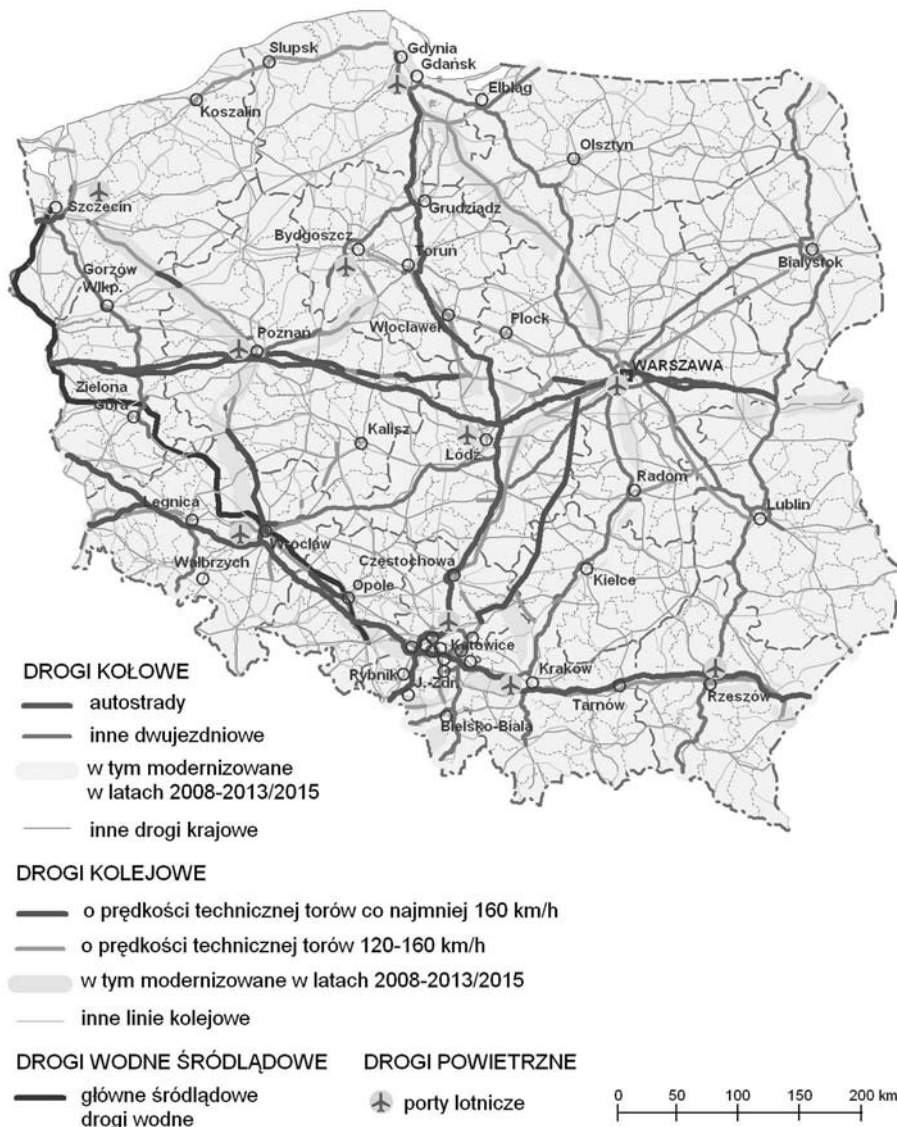 Gdynia
Słupsk
Gdańsk
Elbląg
Koszalin
Olsztyn
Szczecin
Grudziądz
Bydgoszcz
Toruń
Białystok
Gorzów
Wlkp.
Włocławek
Płock
Poznań
WARSZAWA
Zielona
Góra
Kalisz
Łódź
Radom
Legnica
Lublin
Wrocław
Wałbrzych
Częstochowa
Opole
Kielce
Katowice
Rybnik
J.-Zdr.
Kraków
Tarnów
Rzeszów
Bielsko-Biała
DROGI KOŁOWE
autostrady
inne dwujezdniowe
w tym modernizowane
w latach 2008-2013/2015
inne drogi krajowe
DROGI KOLEJOWE
o prędkości technicznej torów co najmniej 160 km/h
o prędkości technicznej torów 120-160 km/h
w tym modernizowane w latach 2008-2013/2015
inne linie kolejowe
DROGI WODNE ŚRÓDLĄDOWE
główne śródlądowe
drogi wodne
DROGI POWIETRZNE
porty lotnicze
0 50 100 150 200 km